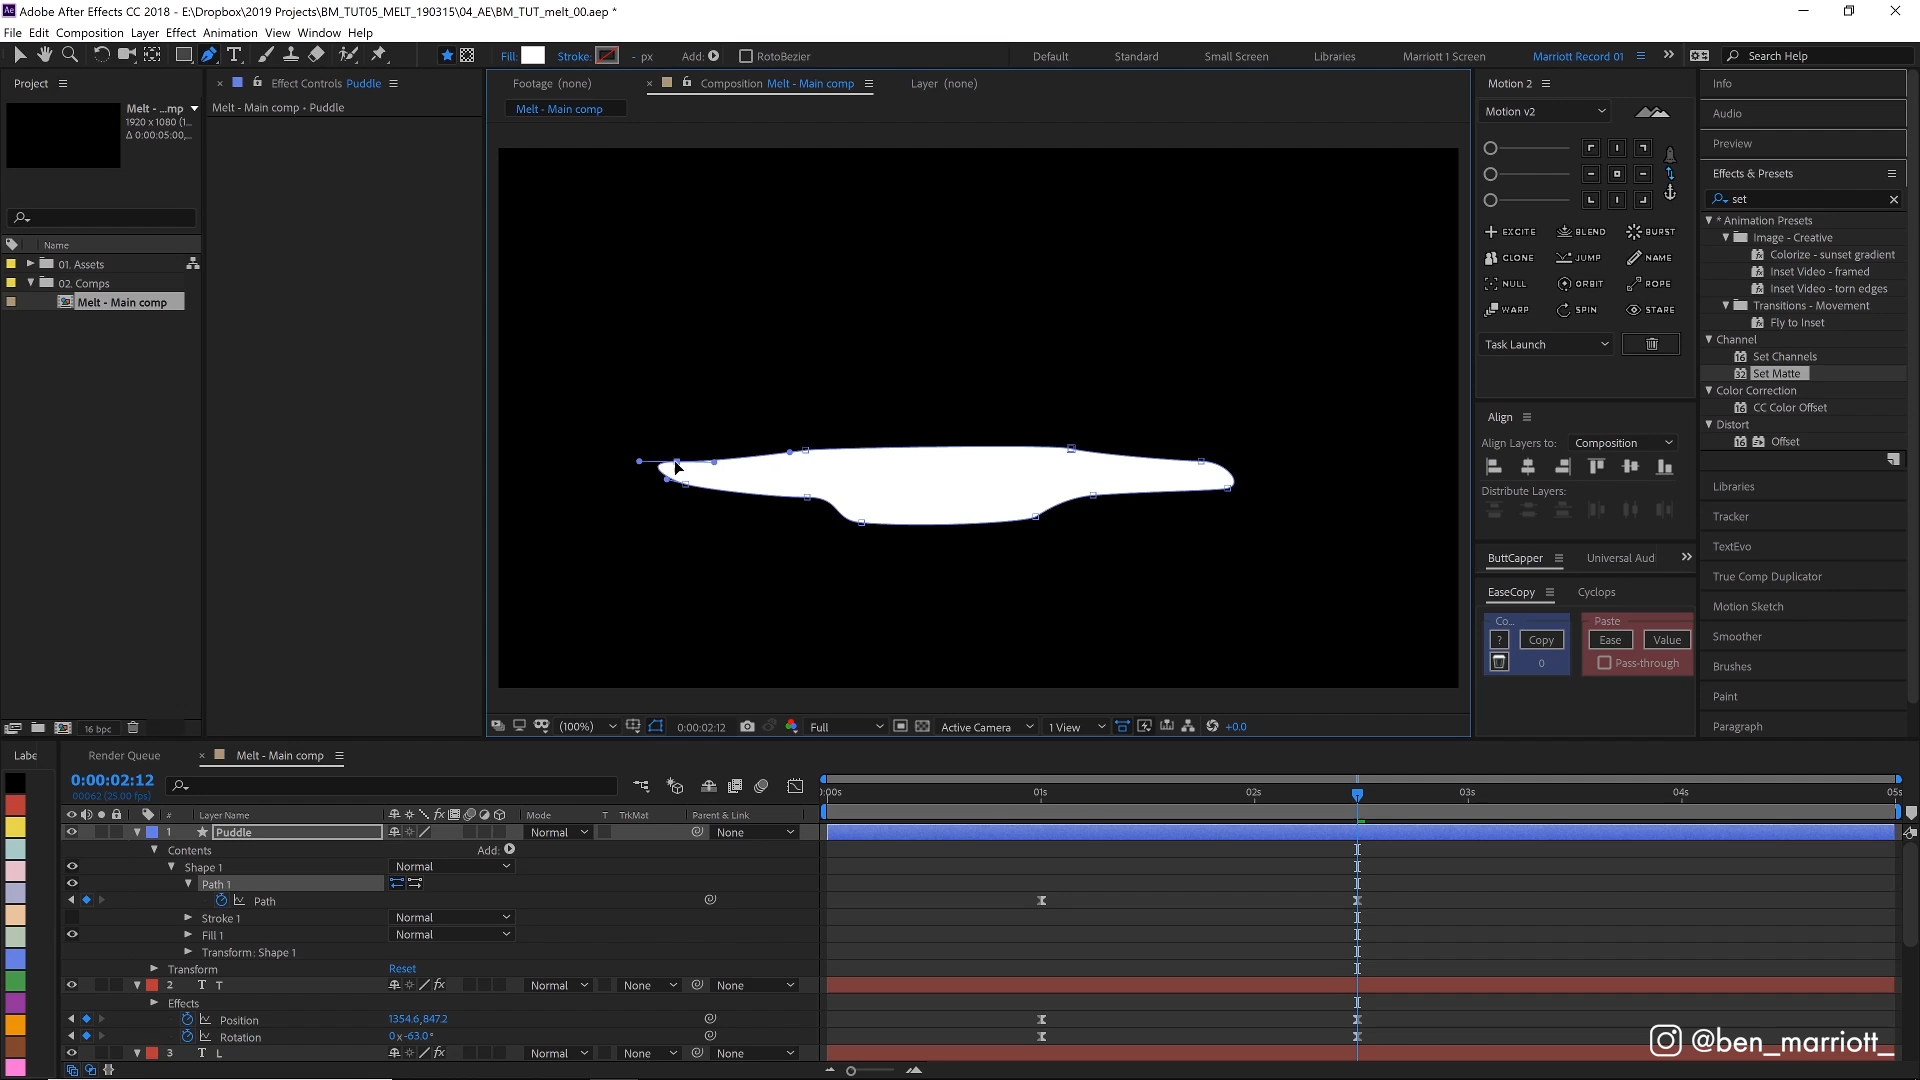 Adobe After Effects CC 2018 - E:\Dropbox\2019 Projects\BM_TUT05_MELT_190315\04_AE\BM_TUT_melt_00.aep *
File Edit Composition Layer Effect Animation View Window Help
Fill: Stroke: - px Add: RotoBezier Default Standard Small Screen Libraries Marriott 1 Screen Marriott Record 01 Search Help
Project
Melt - ...mp
1920 x 1080 (1...
Δ 0:00:05:00,...
Name
01. Assets
02. Comps
Melt - Main comp
16 bpc
Effect Controls Puddle
Melt - Main comp • Puddle
Footage (none) Composition Melt - Main comp Layer (none)
Melt - Main comp
(100%) 0:00:02:12 Full Active Camera 1 View +0.0
Motion 2
Motion v2
EXCITE BLEND BURST
CLONE JUMP NAME
NULL ORBIT ROPE
WARP SPIN STARE
Task Launch
Align
Align Layers to: Composition
Distribute Layers:
ButtCapper Universal Aud
EaseCopy Cyclops
Co... Paste
? Copy Ease Value
0 Pass-through
Info
Audio
Preview
Effects & Presets
set
* Animation Presets
Image - Creative
Colorize - sunset gradient
Inset Video - framed
Inset Video - torn edges
Transitions - Movement
Fly to Inset
Channel
16 Set Channels
32 Set Matte
Color Correction
16 CC Color Offset
Distort
16 Offset
Libraries
Tracker
TextEvo
True Comp Duplicator
Motion Sketch
Smoother
Brushes
Paint
Paragraph
Labe Render Queue Melt - Main comp
0:00:02:12
00062 (25.00 fps)
# Layer Name fx Mode T TrkMat Parent & Link
:00s 01s 02s 03s 04s 05s
1 Puddle Normal None
Contents Add:
Shape 1 Normal
Path 1
Path
Stroke 1 Normal
Fill 1 Normal
Transform: Shape 1
Transform Reset
2 T T fx Normal None None
Effects
Position 1354.6,847.2
Rotation 0x-63.0°
3 T L fx Normal None None
@ben_marriott_